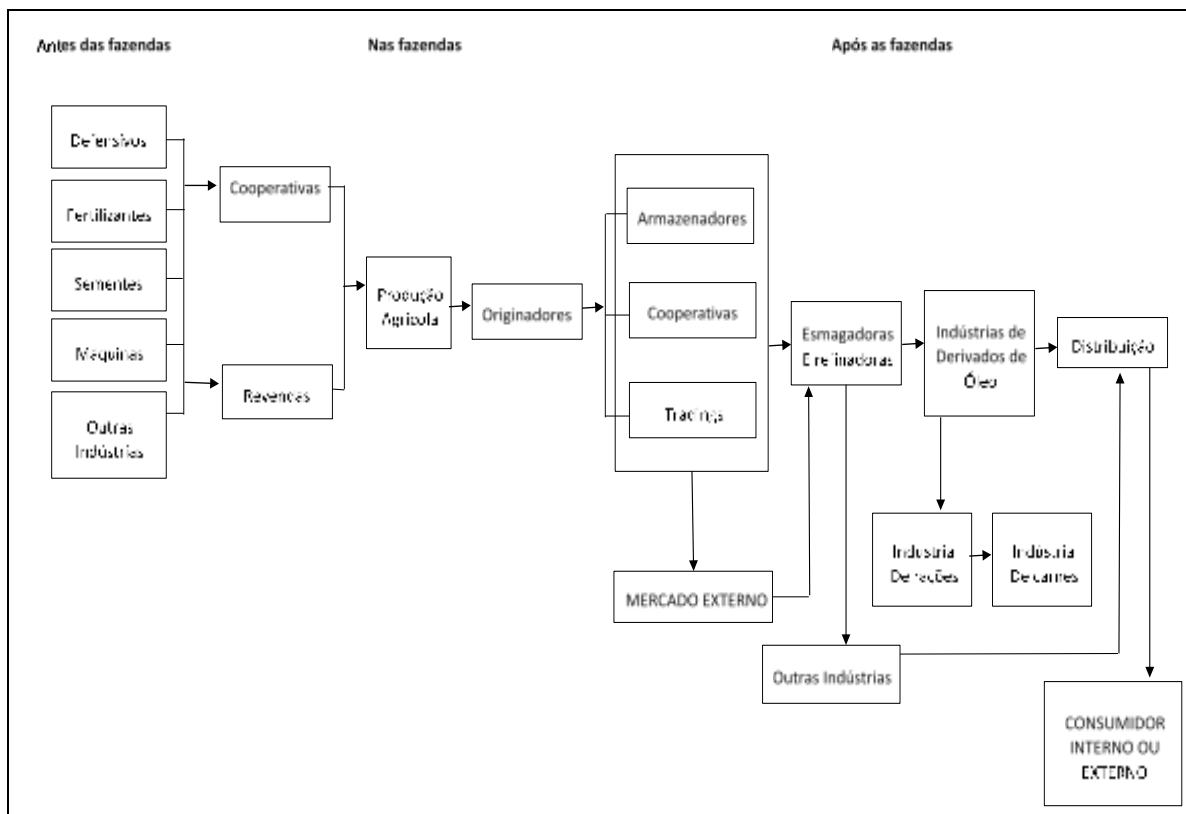 Antes das fazendas
Nas fazendas
Após as fazendas
Defensivos
Fertilizantes
Sementes
Máquinas
Outras
Indústrias
Cooperativas
Revendas
Produção
Agrícola
Originadores
Armazenadores
Cooperativas
Tradings
MERCADO EXTERNO
Esmagadoras
E refinadoras
Outras Indústrias
Indústrias de
Derivados de
Óleo
Indústria
De rações
Indústria
De carnes
Distribuição
CONSUMIDOR
INTERNO OU
EXTERNO